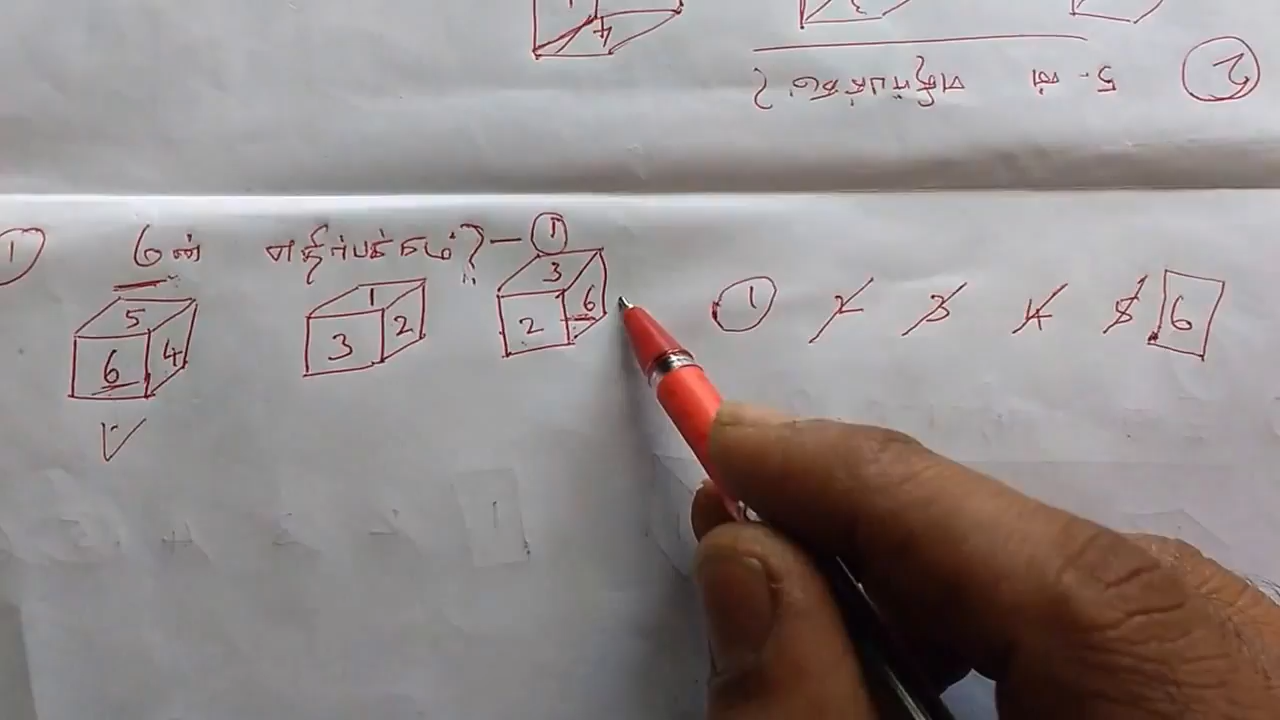 4
2
5 - ன் எதிர்பக்கம் ?
1 6ன் எதிர்பக்கம் ? - 1
5 6 4
1 3 2
3 2 6
1 2 3 4 5 6